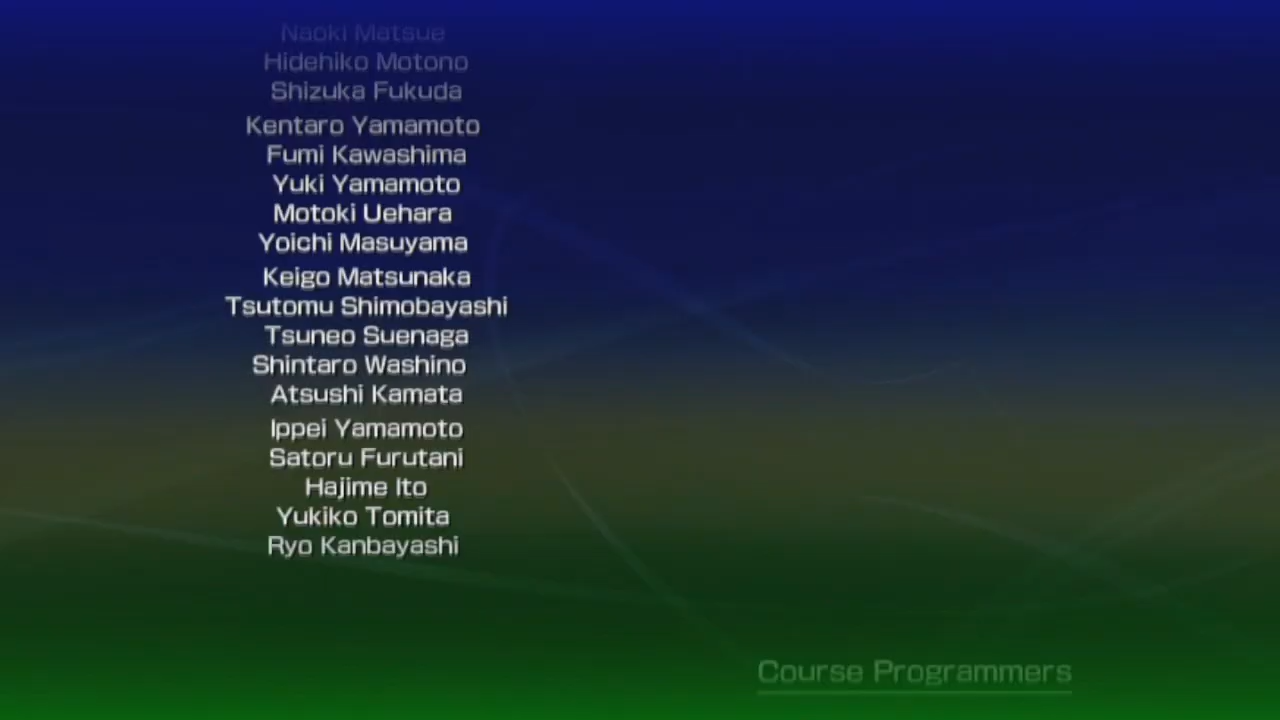 Naoki Matsue
Hidehiko Motono
Shizuka Fukuda
Kentaro Yamamoto
Fumi Kawashima
Yuki Yamamoto
Motoki Uehara
Yoichi Masuyama
Keigo Matsunaka
Tsutomu Shimobayashi
Tsuneo Suenaga
Shintaro Washino
Atsushi Kamata
Ippei Yamamoto
Satoru Furutani
Hajime Ito
Yukiko Tomita
Ryo Kanbayashi
Course Programmers